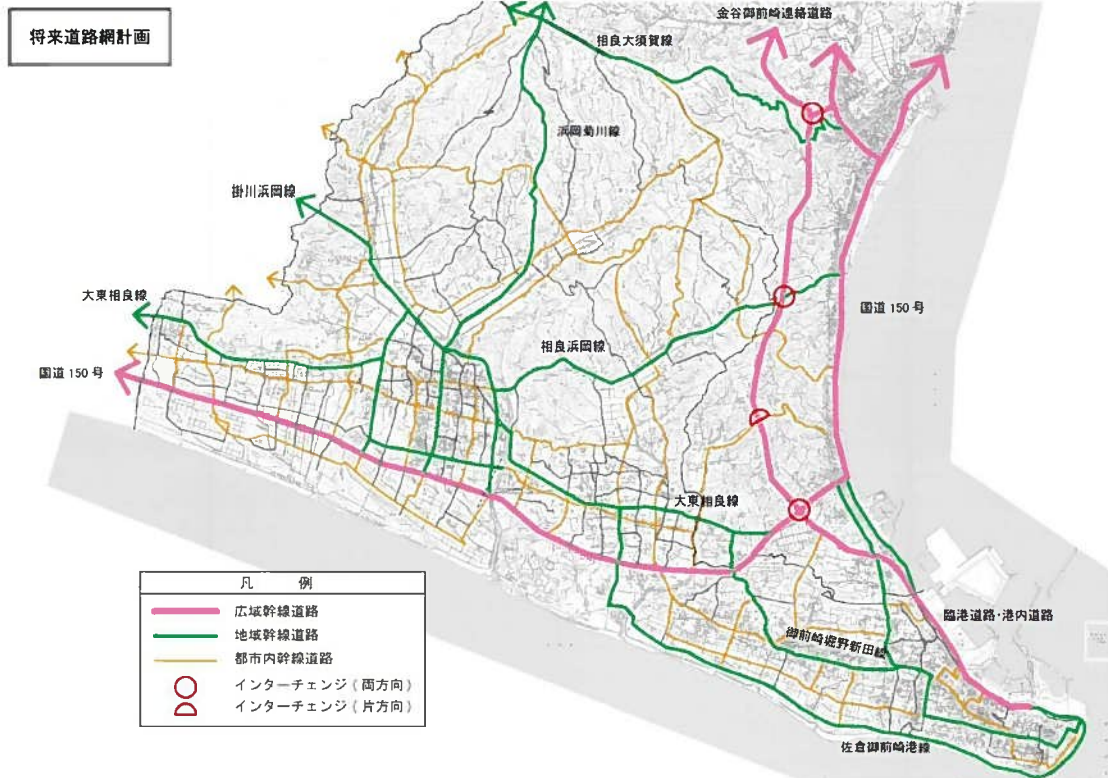 将来道路網計画
金谷御前崎連絡道路
相良大須賀線
浜岡菊川線
掛川浜岡線
大東相良線
国道 150 号
相良浜岡線
国道 150 号
大東相良線
凡 例
広域幹線道路
地域幹線道路
都市内幹線道路
インターチェンジ（両方向）
インターチェンジ（片方向）
臨港道路・港内道路
御前崎堀野新田線
佐倉御前崎港線